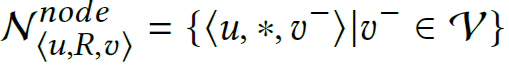 𝒩^{node}_{⟨u,R,v⟩} = {⟨u, ∗, v⁻⟩|v⁻ ∈ 𝒱}